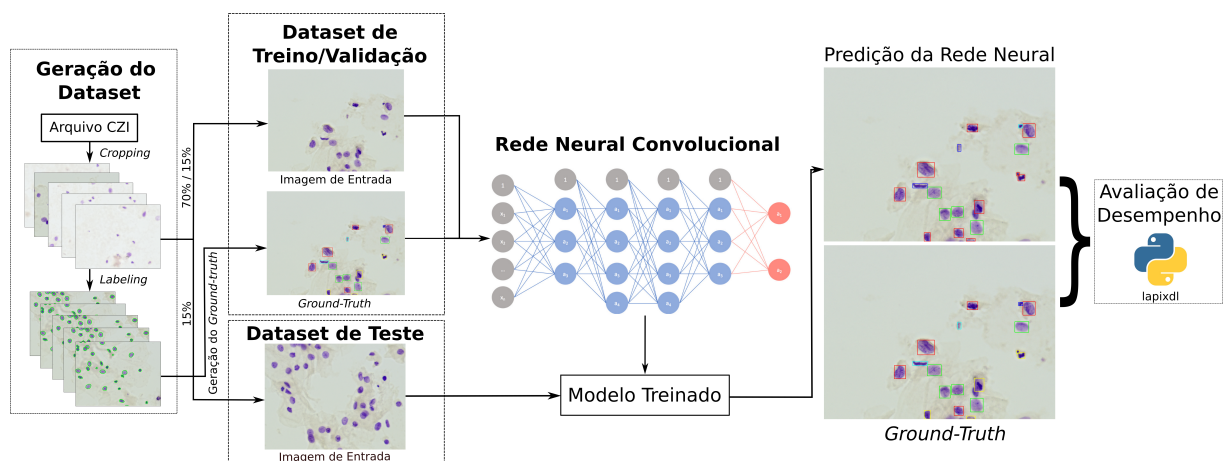 Geração do
Dataset
Arquivo CZI
Cropping
Labeling
70% / 15%
15%
Geração do Ground-truth
Dataset de
Treino/Validação
Imagem de Entrada
Ground-Truth
Dataset de Teste
Imagem de Entrada
Rede Neural Convolucional
Modelo Treinado
Predição da Rede Neural
Ground-Truth
Avaliação de
Desempenho
lapixdl